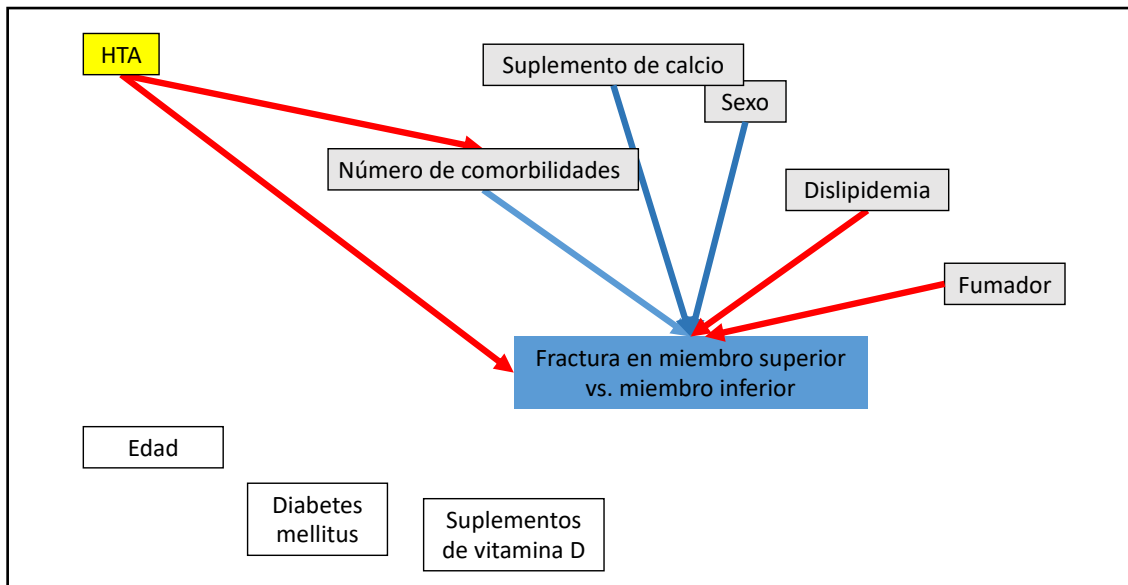 HTA
Suplemento de calcio
Sexo
Número de comorbilidades
Dislipidemia
Fumador
Fractura en miembro superior
vs. miembro inferior
Edad
Diabetes
mellitus
Suplementos
de vitamina D